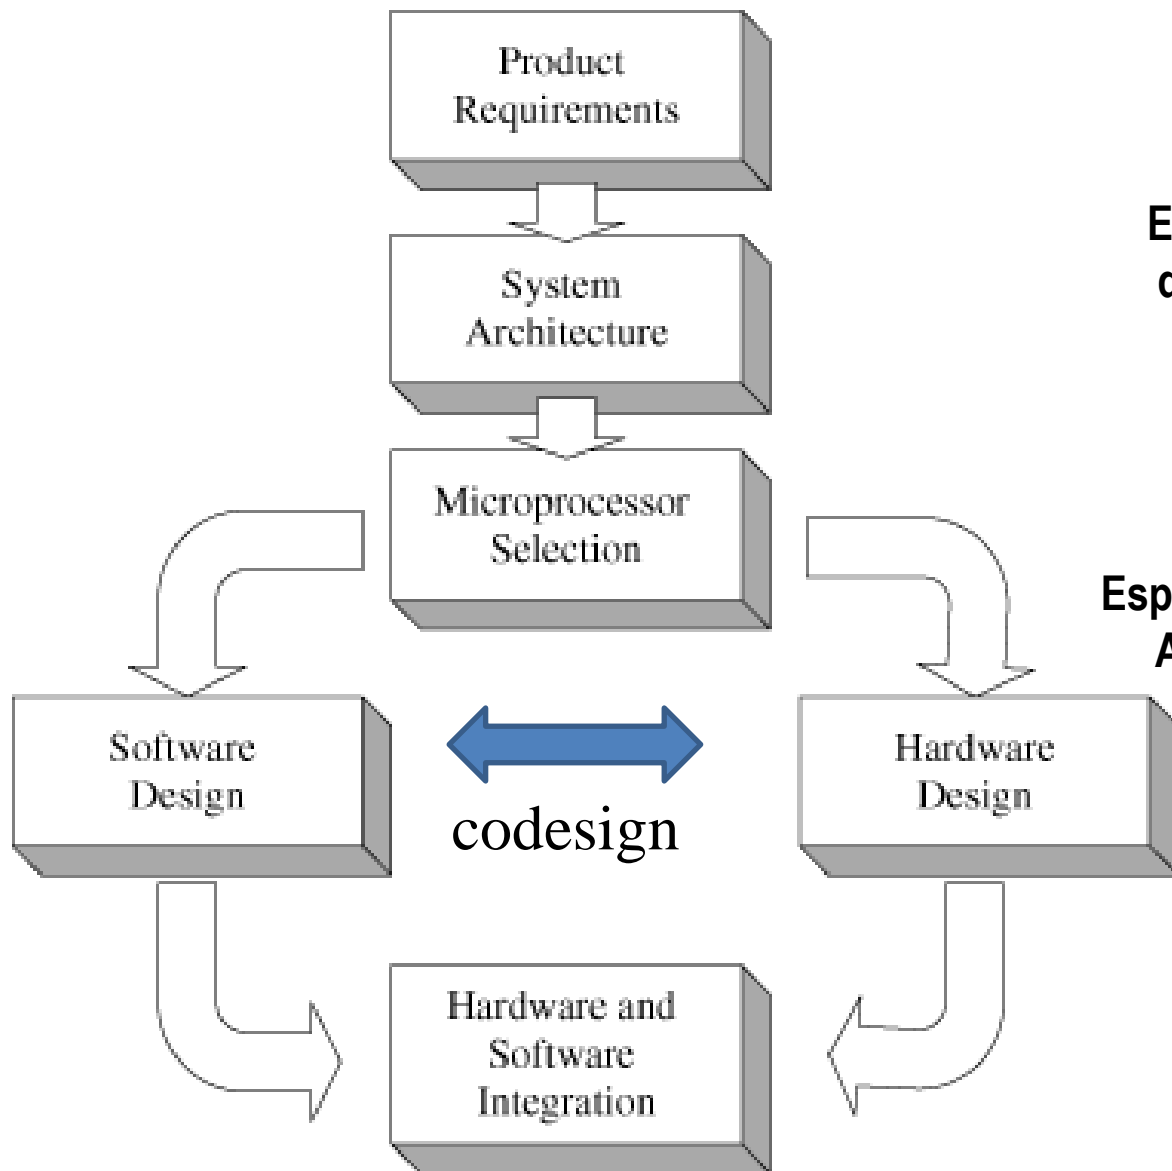 Product
Requirements
System
Architecture
Microprocessor
Selection
Software
Design
codesign
Hardware
Design
Hardware and
Software
Integration